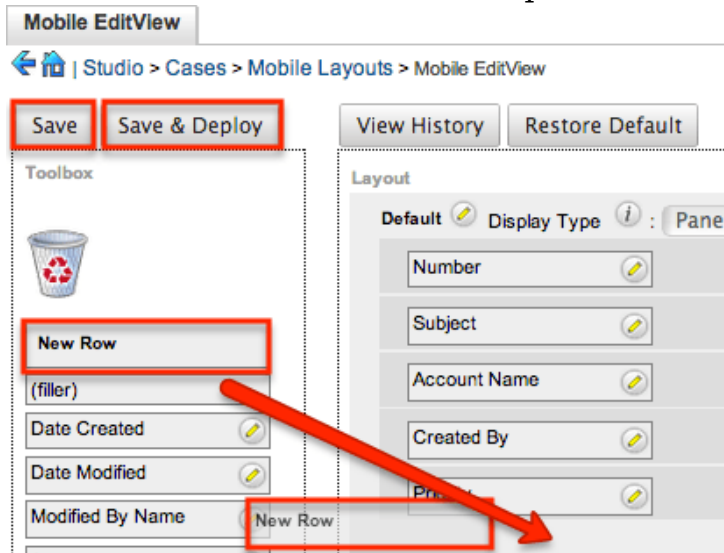 Mobile EditView
| Studio > Cases > Mobile Layouts > Mobile EditView
Save Save & Deploy View History Restore Default
Toolbox
Layout
Default Display Type i : Pane
Number
Subject
Account Name
Created By
New Row
(filler)
Date Created
Date Modified
Modified By Name
New Row